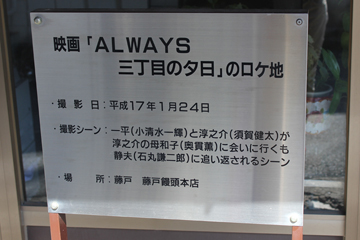 映画「ALWAYS
三丁目の夕日」のロケ地
・撮 影 日：平成17年1月24日
・撮影シーン：一平(小清水一輝)と淳之介(須賀健太)が
淳之介の母和子(奥貫薫)に会いに行くも
静夫(石丸謙二郎)に追い返されるシーン
・場 所：藤戸 藤戸饅頭本店